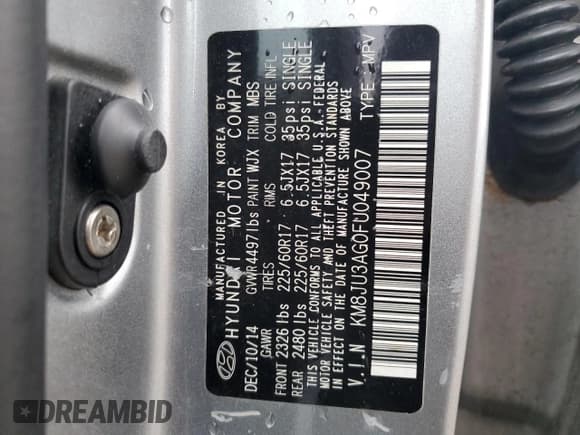 MANUFACTURED IN KOREA BY
HYUNDAI MOTOR COMPANY
DEC/10/14 GVWR 4497 lbs PAINT WJX TRIM MBS
GAWR TIRES RIMS COLD TIRE INFL
FRONT 2326 lbs 225/60R17 6.5JX17 35psi SINGLE
REAR 2480 lbs 225/60R17 6.5JX17 35psi SINGLE
THIS VEHICLE CONFORMS TO ALL APPLICABLE U.S.A. FEDERAL
MOTOR VEHICLE SAFETY AND THEFT PREVENTION STANDARDS
IN EFFECT ON THE DATE OF MANUFACTURE SHOWN ABOVE
V.I.N KM8JU3AG0FU049007 TYPE : MPV
DREAMBID